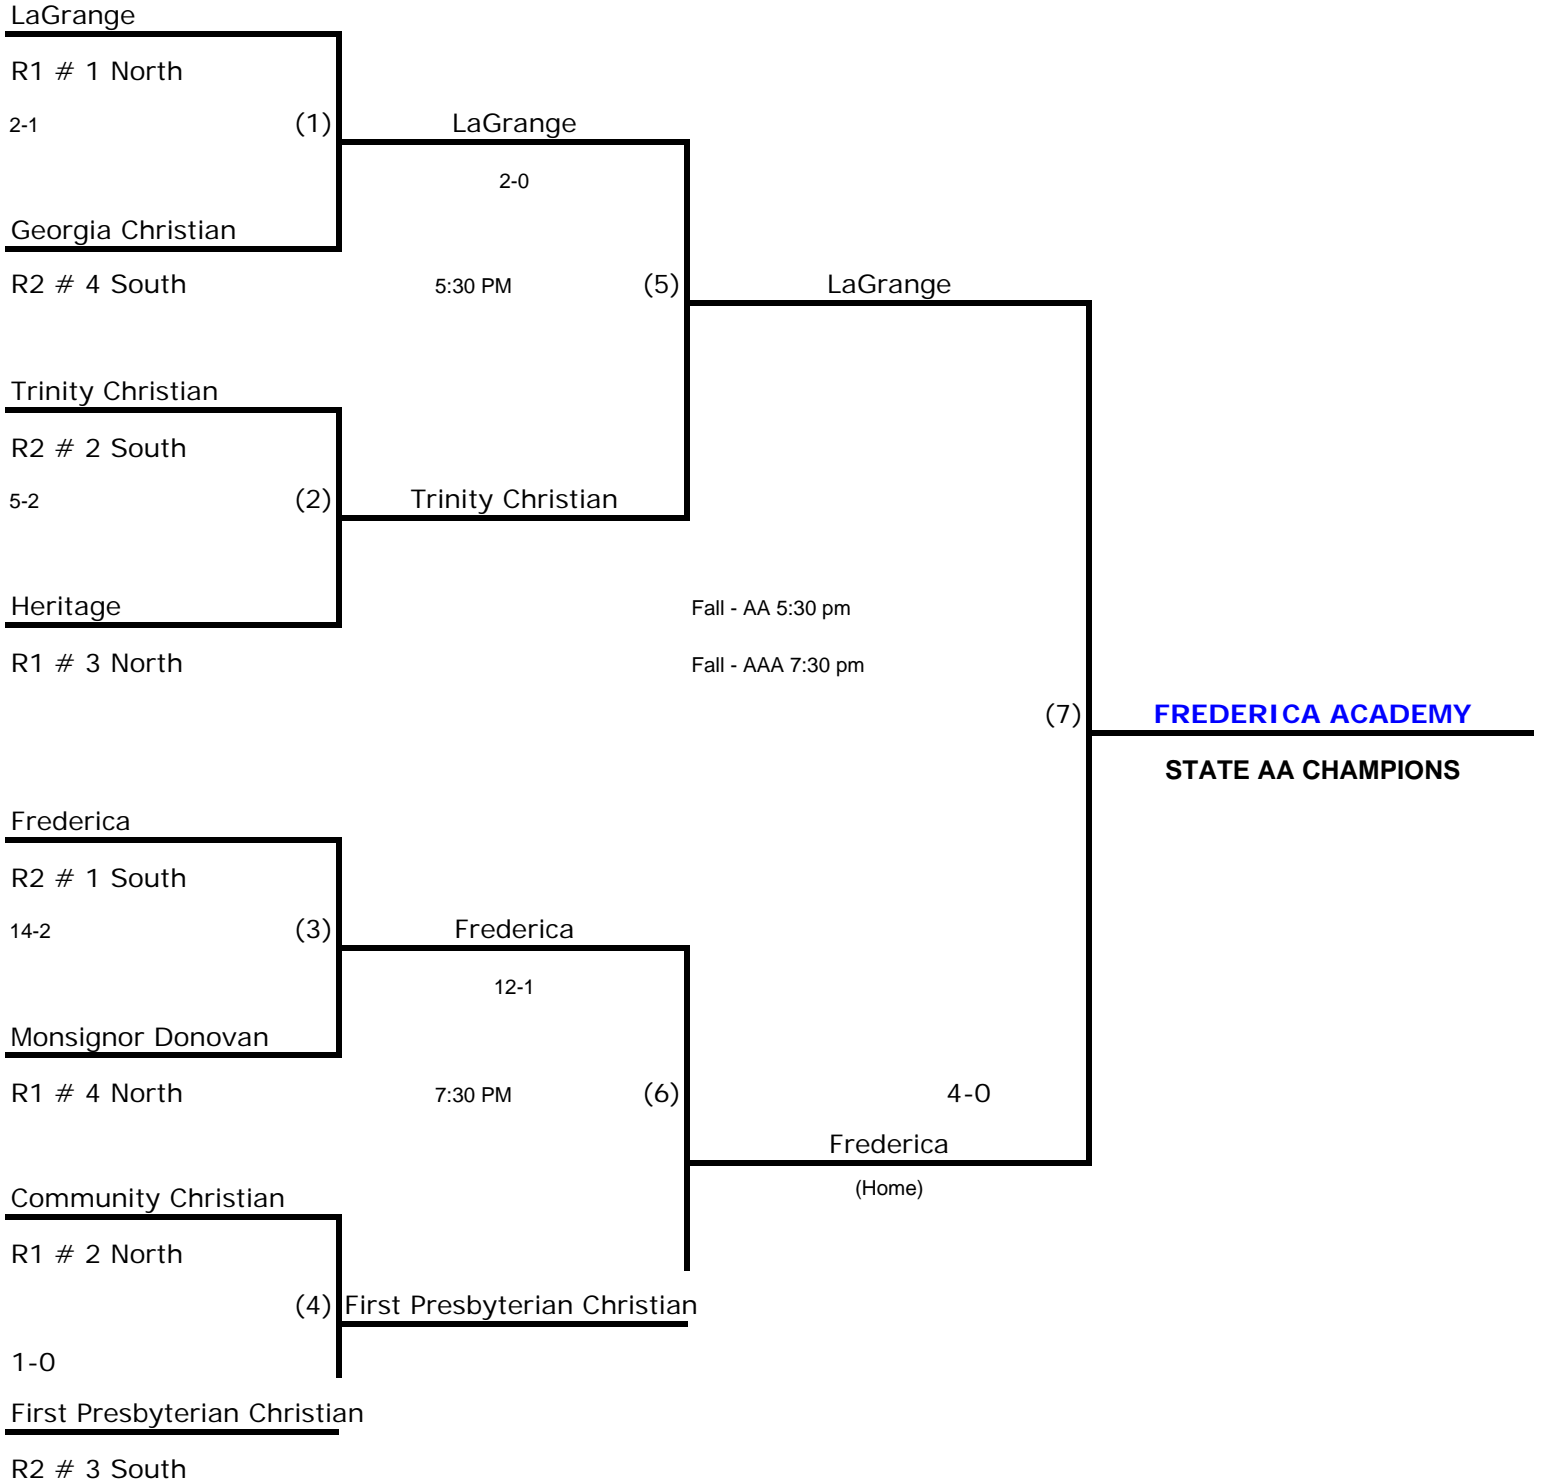 LaGrange
R1 # 1 North
2-1
(1)
LaGrange
2-0
Georgia Christian
R2 # 4 South
5:30 PM
(5)
LaGrange
Trinity Christian
R2 # 2 South
5-2
(2)
Trinity Christian
Heritage
Fall - AA 5:30 pm
R1 # 3 North
Fall - AAA 7:30 pm
(7)
FREDERICA ACADEMY
STATE AA CHAMPIONS
Frederica
R2 # 1 South
14-2
(3)
Frederica
12-1
Monsignor Donovan
R1 # 4 North
7:30 PM
(6)
4-0
Frederica
(Home)
Community Christian
R1 # 2 North
(4)
First Presbyterian Christian
1-0
First Presbyterian Christian
R2 # 3 South